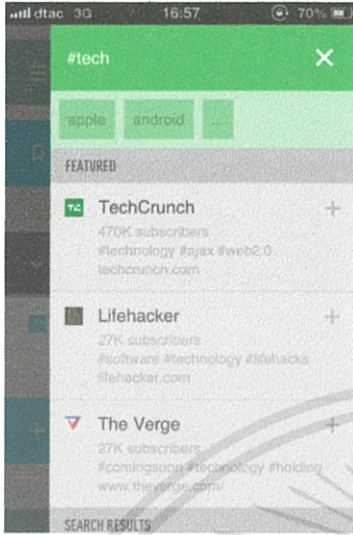 dtac 3G 16:57 70%
#tech
apple android ...
FEATURED
TechCrunch
470K subscribers
#technology #ajax #web2.0
techcrunch.com
Lifehacker
27K subscribers
#software #technology #lifehacks
lifehacker.com
The Verge
27K subscribers
#comingsoon #technology #holding
www.theverge.com/
SEARCH RESULTS